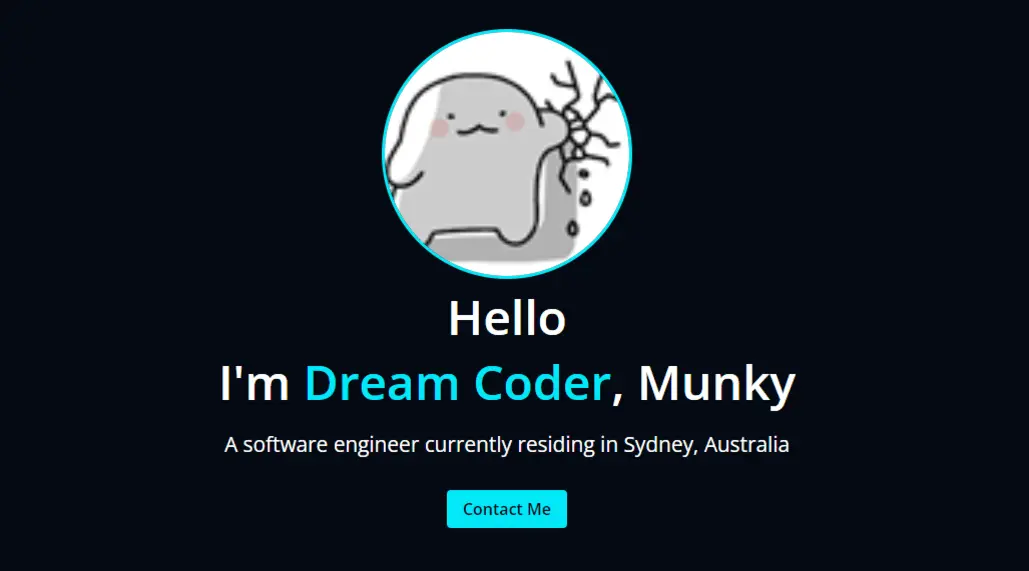 Hello
I'm Dream Coder, Munky
A software engineer currently residing in Sydney, Australia
Contact Me